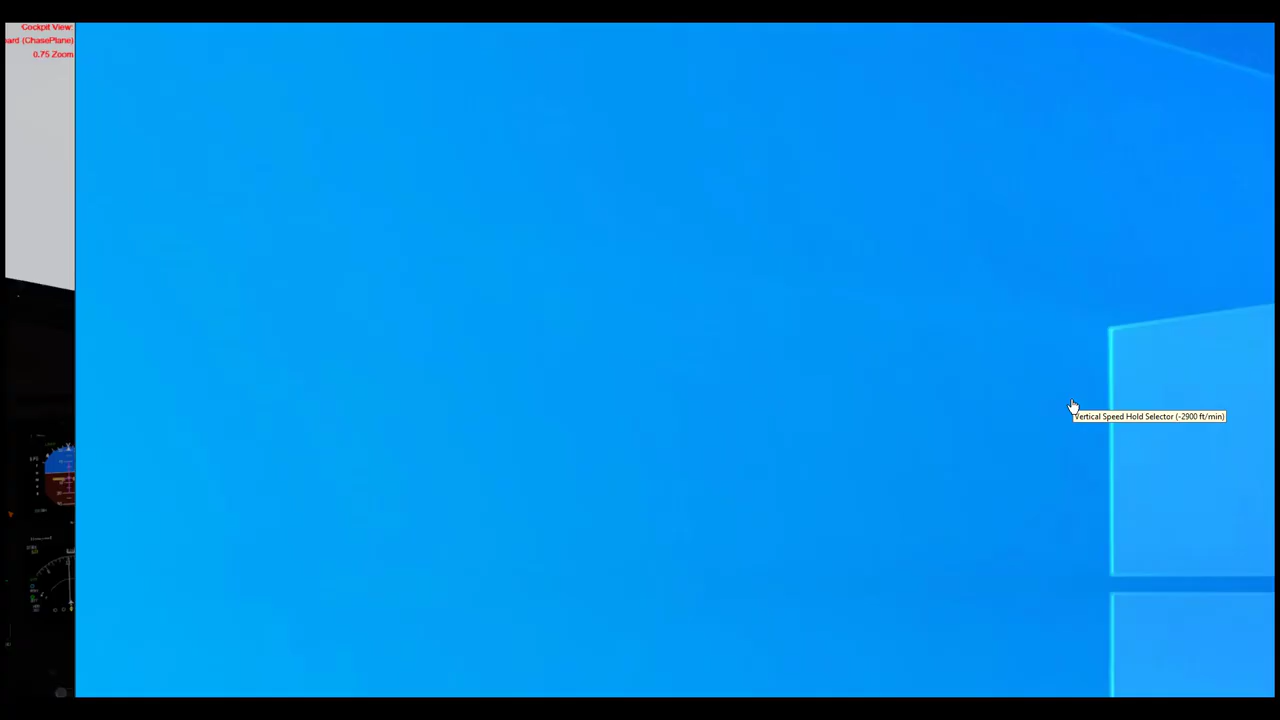 Cockpit View:
ard (ChasePlane)
0.75 Zoom
Vertical Speed Hold Selector (-2900 ft/min)